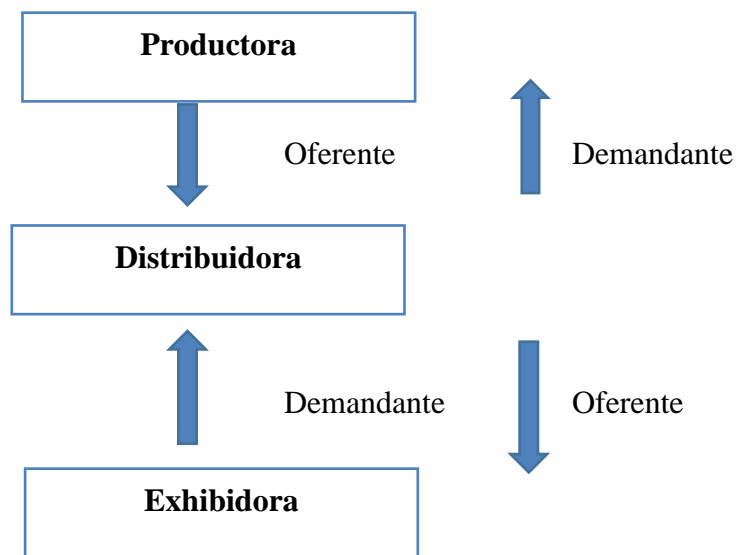 Productora
Oferente Demandante
Distribuidora
Demandante Oferente
Exhibidora